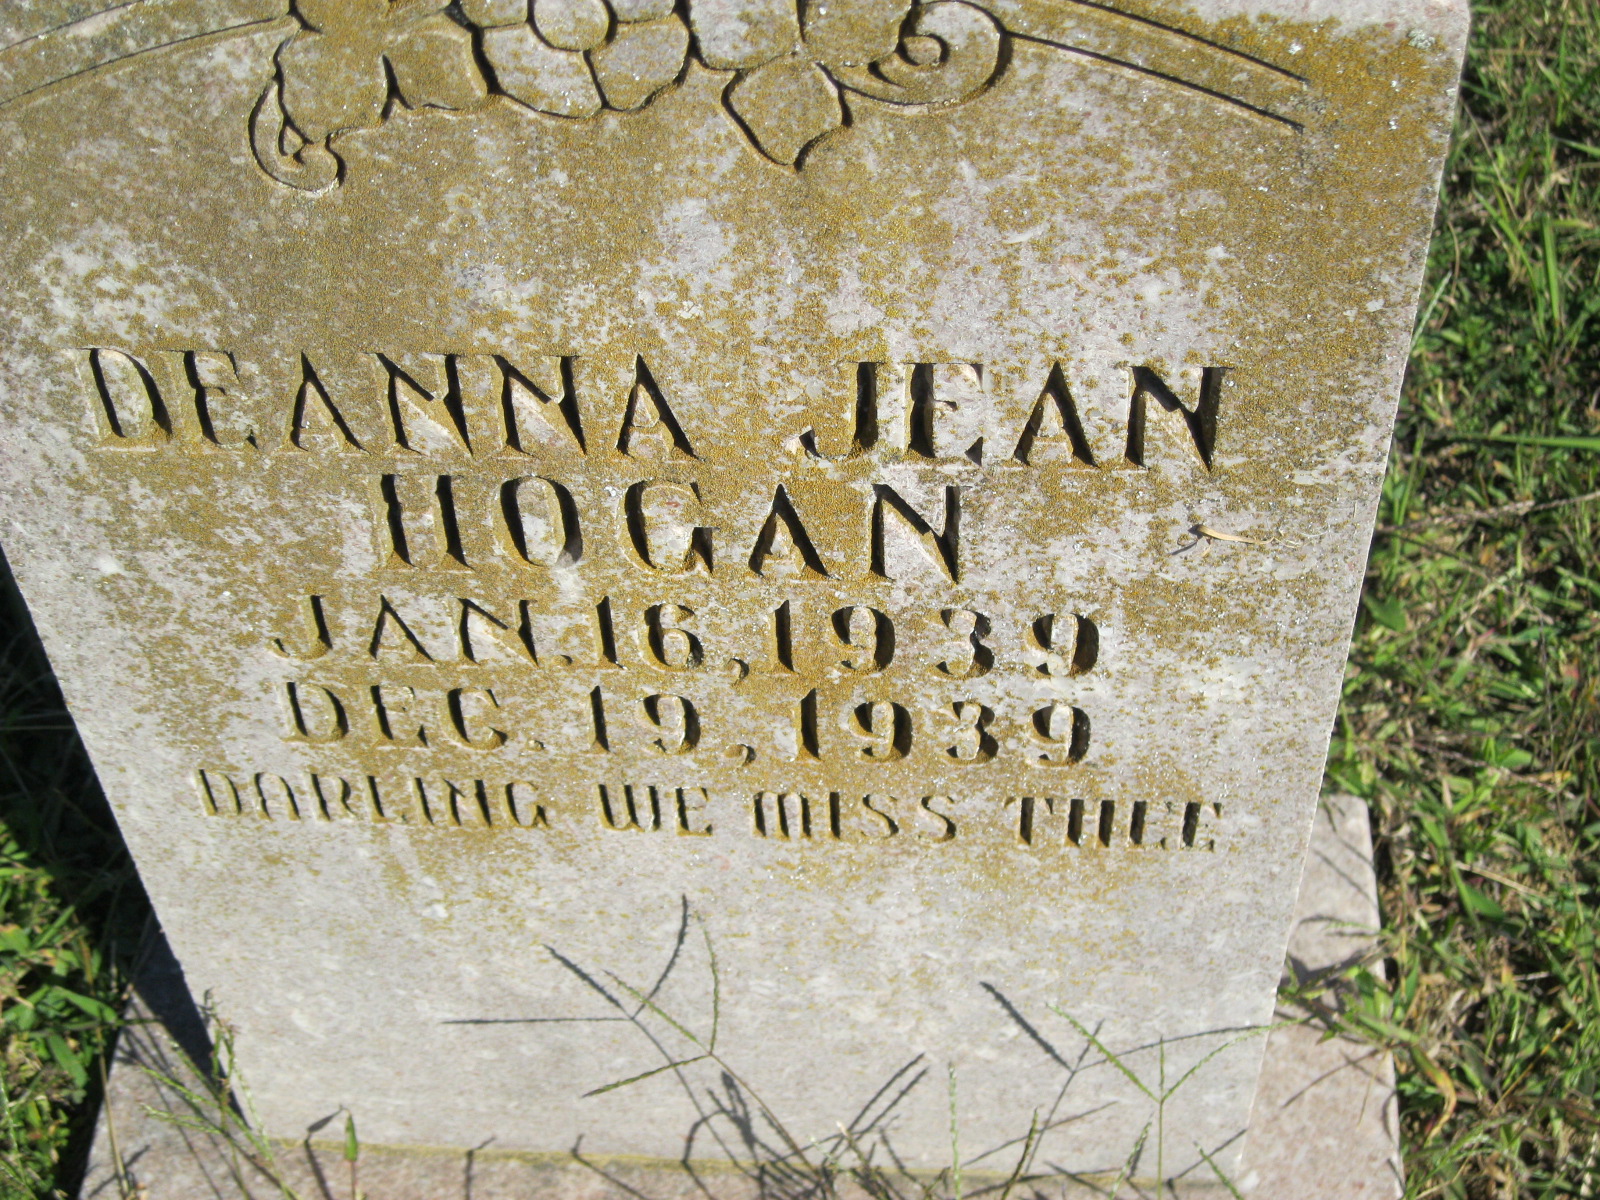 DEANNA JEAN
HOGAN
JAN. 16, 1939
DEC. 19, 1939
DARLING WE MISS THEE